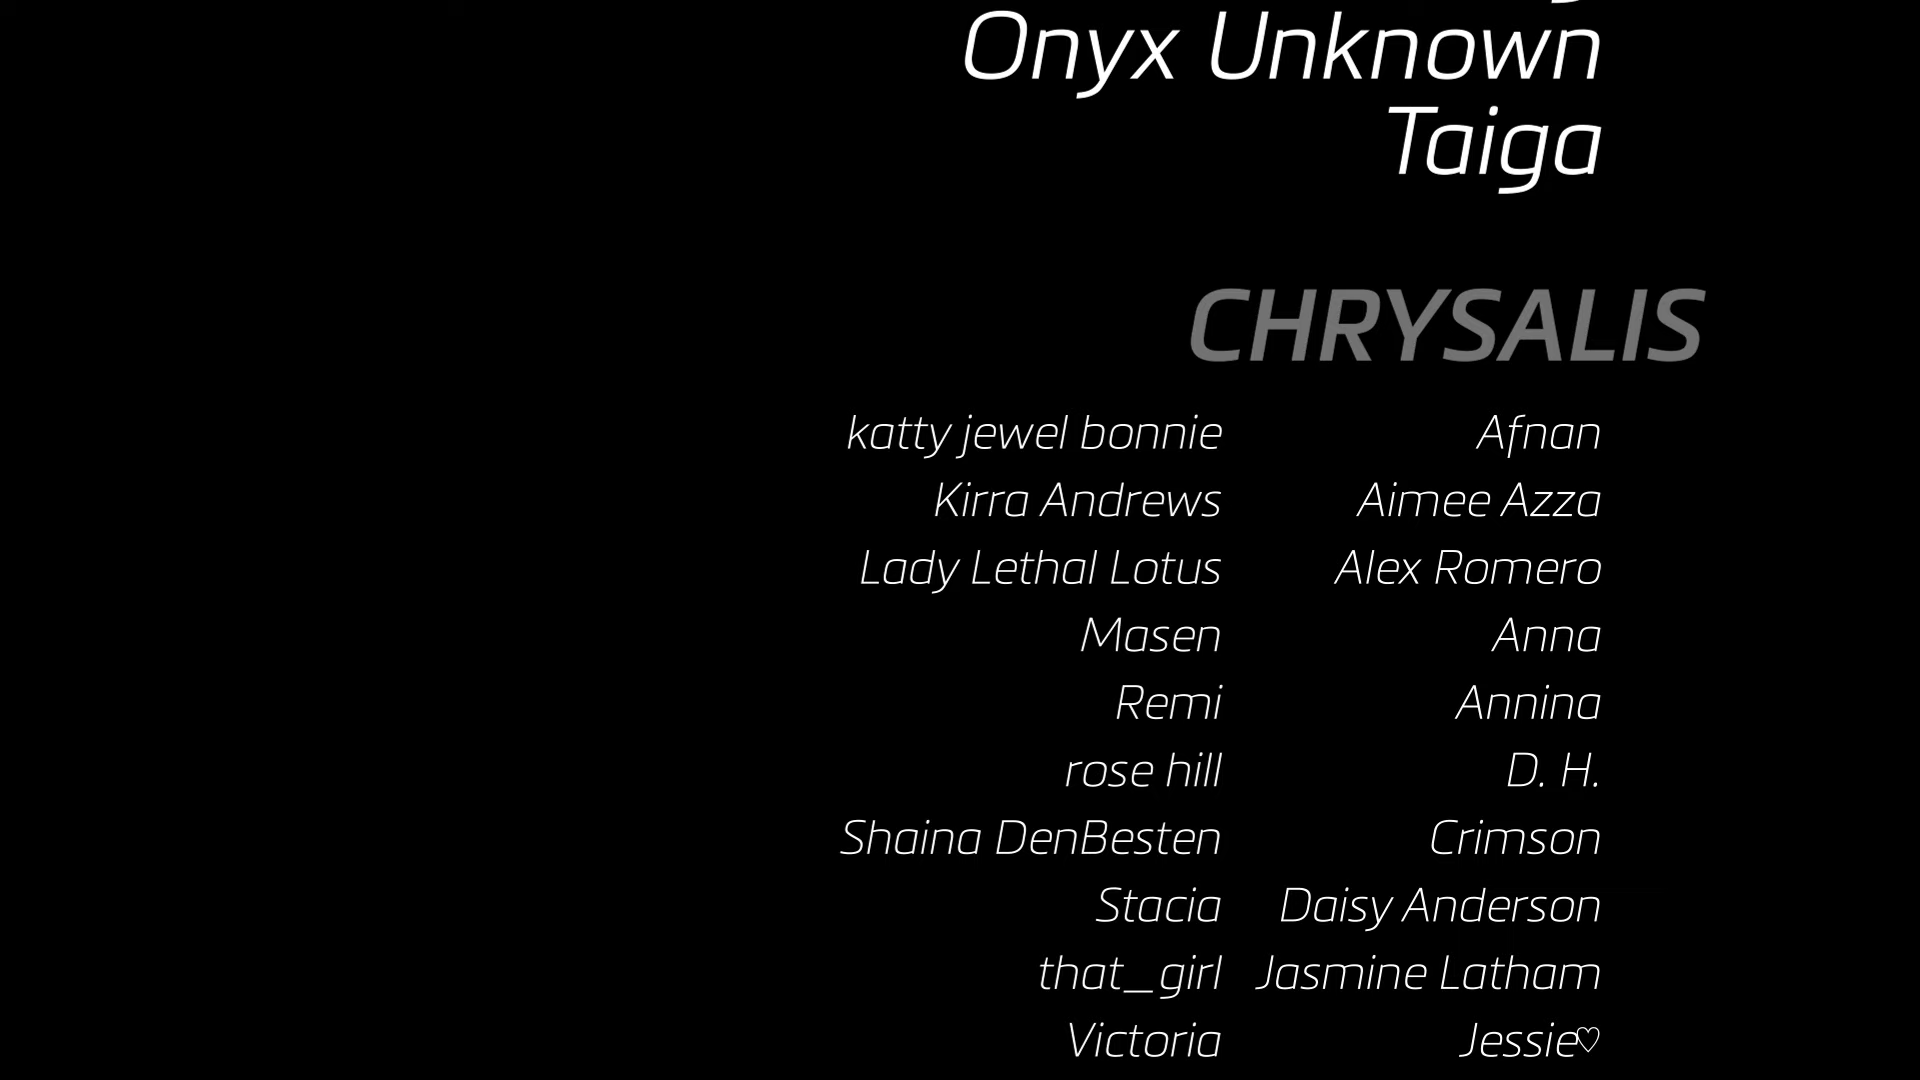 Onyx Unknown
Taiga
CHRYSALIS
katty jewel bonnie Afnan
Kirra Andrews Aimee Azza
Lady Lethal Lotus Alex Romero
Masen Anna
Remi Annina
rose hill D. H.
Shaina DenBesten Crimson
Stacia Daisy Anderson
that_girl Jasmine Latham
Victoria Jessie♡